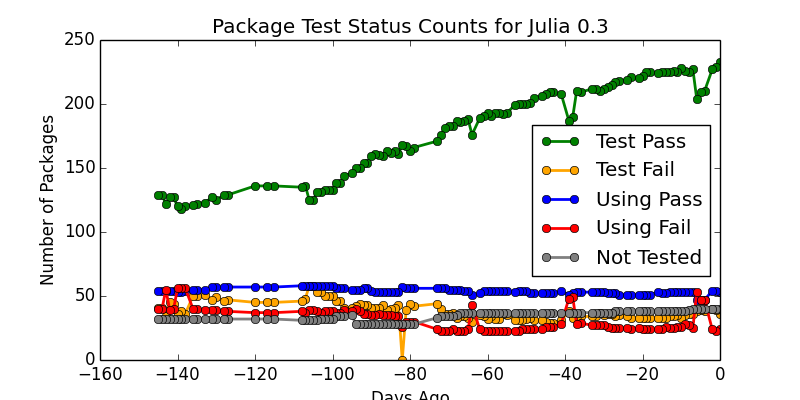 Package Test Status Counts for Julia 0.3
Number of Packages
250
200
150
100
50
0
Test Pass
Test Fail
Using Pass
Using Fail
Not Tested
−160 −140 −120 −100 −80 −60 −40 −20 0
Days Ago